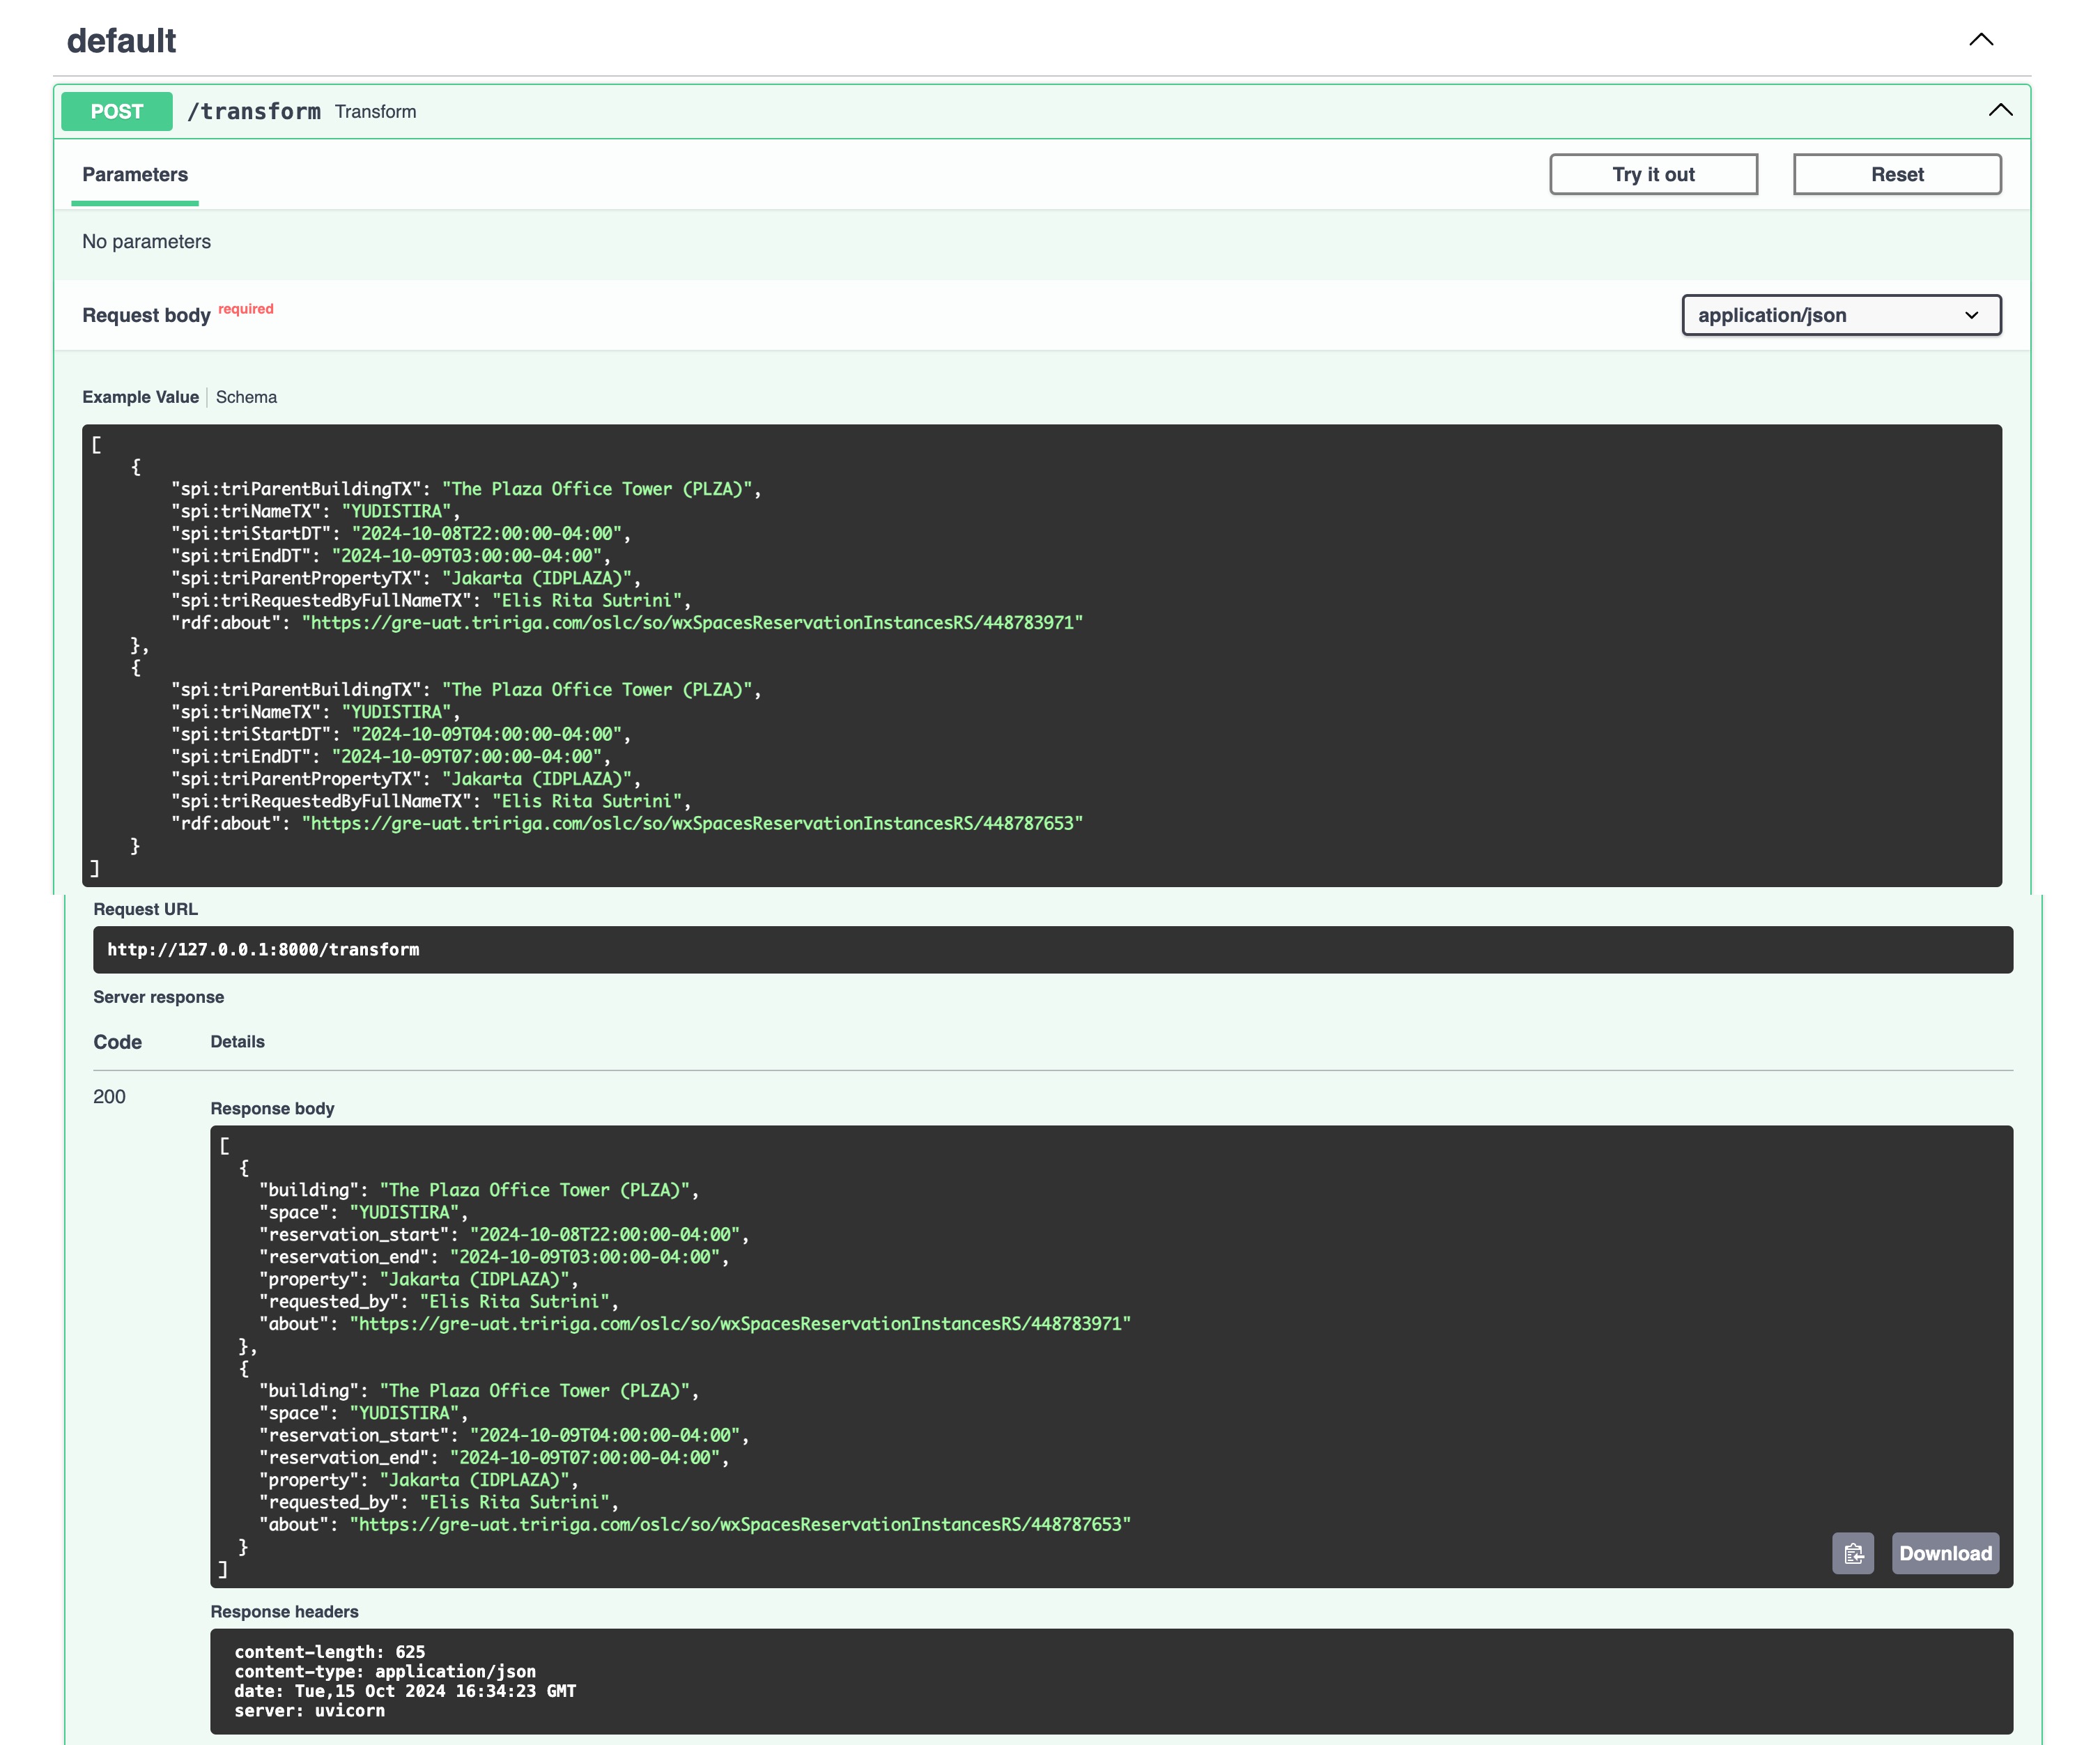 default
POST /transform Transform
Parameters
Try it out
Reset
No parameters
Request body required
application/json
Example Value | Schema
[
    {
        "spi:triParentBuildingTX": "The Plaza Office Tower (PLZA)",
        "spi:triNameTX": "YUDISTIRA",
        "spi:triStartDT": "2024-10-08T22:00:00-04:00",
        "spi:triEndDT": "2024-10-09T03:00:00-04:00",
        "spi:triParentPropertyTX": "Jakarta (IDPLAZA)",
        "spi:triRequestedByFullNameTX": "Elis Rita Sutrini",
        "rdf:about": "https://gre-uat.tririga.com/oslc/so/wxSpacesReservationInstancesRS/448783971"
    },
    {
        "spi:triParentBuildingTX": "The Plaza Office Tower (PLZA)",
        "spi:triNameTX": "YUDISTIRA",
        "spi:triStartDT": "2024-10-09T04:00:00-04:00",
        "spi:triEndDT": "2024-10-09T07:00:00-04:00",
        "spi:triParentPropertyTX": "Jakarta (IDPLAZA)",
        "spi:triRequestedByFullNameTX": "Elis Rita Sutrini",
        "rdf:about": "https://gre-uat.tririga.com/oslc/so/wxSpacesReservationInstancesRS/448787653"
    }
]
Request URL
http://127.0.0.1:8000/transform
Server response
Code Details
200
Response body
[
  {
    "building": "The Plaza Office Tower (PLZA)",
    "space": "YUDISTIRA",
    "reservation_start": "2024-10-08T22:00:00-04:00",
    "reservation_end": "2024-10-09T03:00:00-04:00",
    "property": "Jakarta (IDPLAZA)",
    "requested_by": "Elis Rita Sutrini",
    "about": "https://gre-uat.tririga.com/oslc/so/wxSpacesReservationInstancesRS/448783971"
  },
  {
    "building": "The Plaza Office Tower (PLZA)",
    "space": "YUDISTIRA",
    "reservation_start": "2024-10-09T04:00:00-04:00",
    "reservation_end": "2024-10-09T07:00:00-04:00",
    "property": "Jakarta (IDPLAZA)",
    "requested_by": "Elis Rita Sutrini",
    "about": "https://gre-uat.tririga.com/oslc/so/wxSpacesReservationInstancesRS/448787653"
  }
]
Download
Response headers
content-length: 625
content-type: application/json
date: Tue,15 Oct 2024 16:34:23 GMT
server: uvicorn